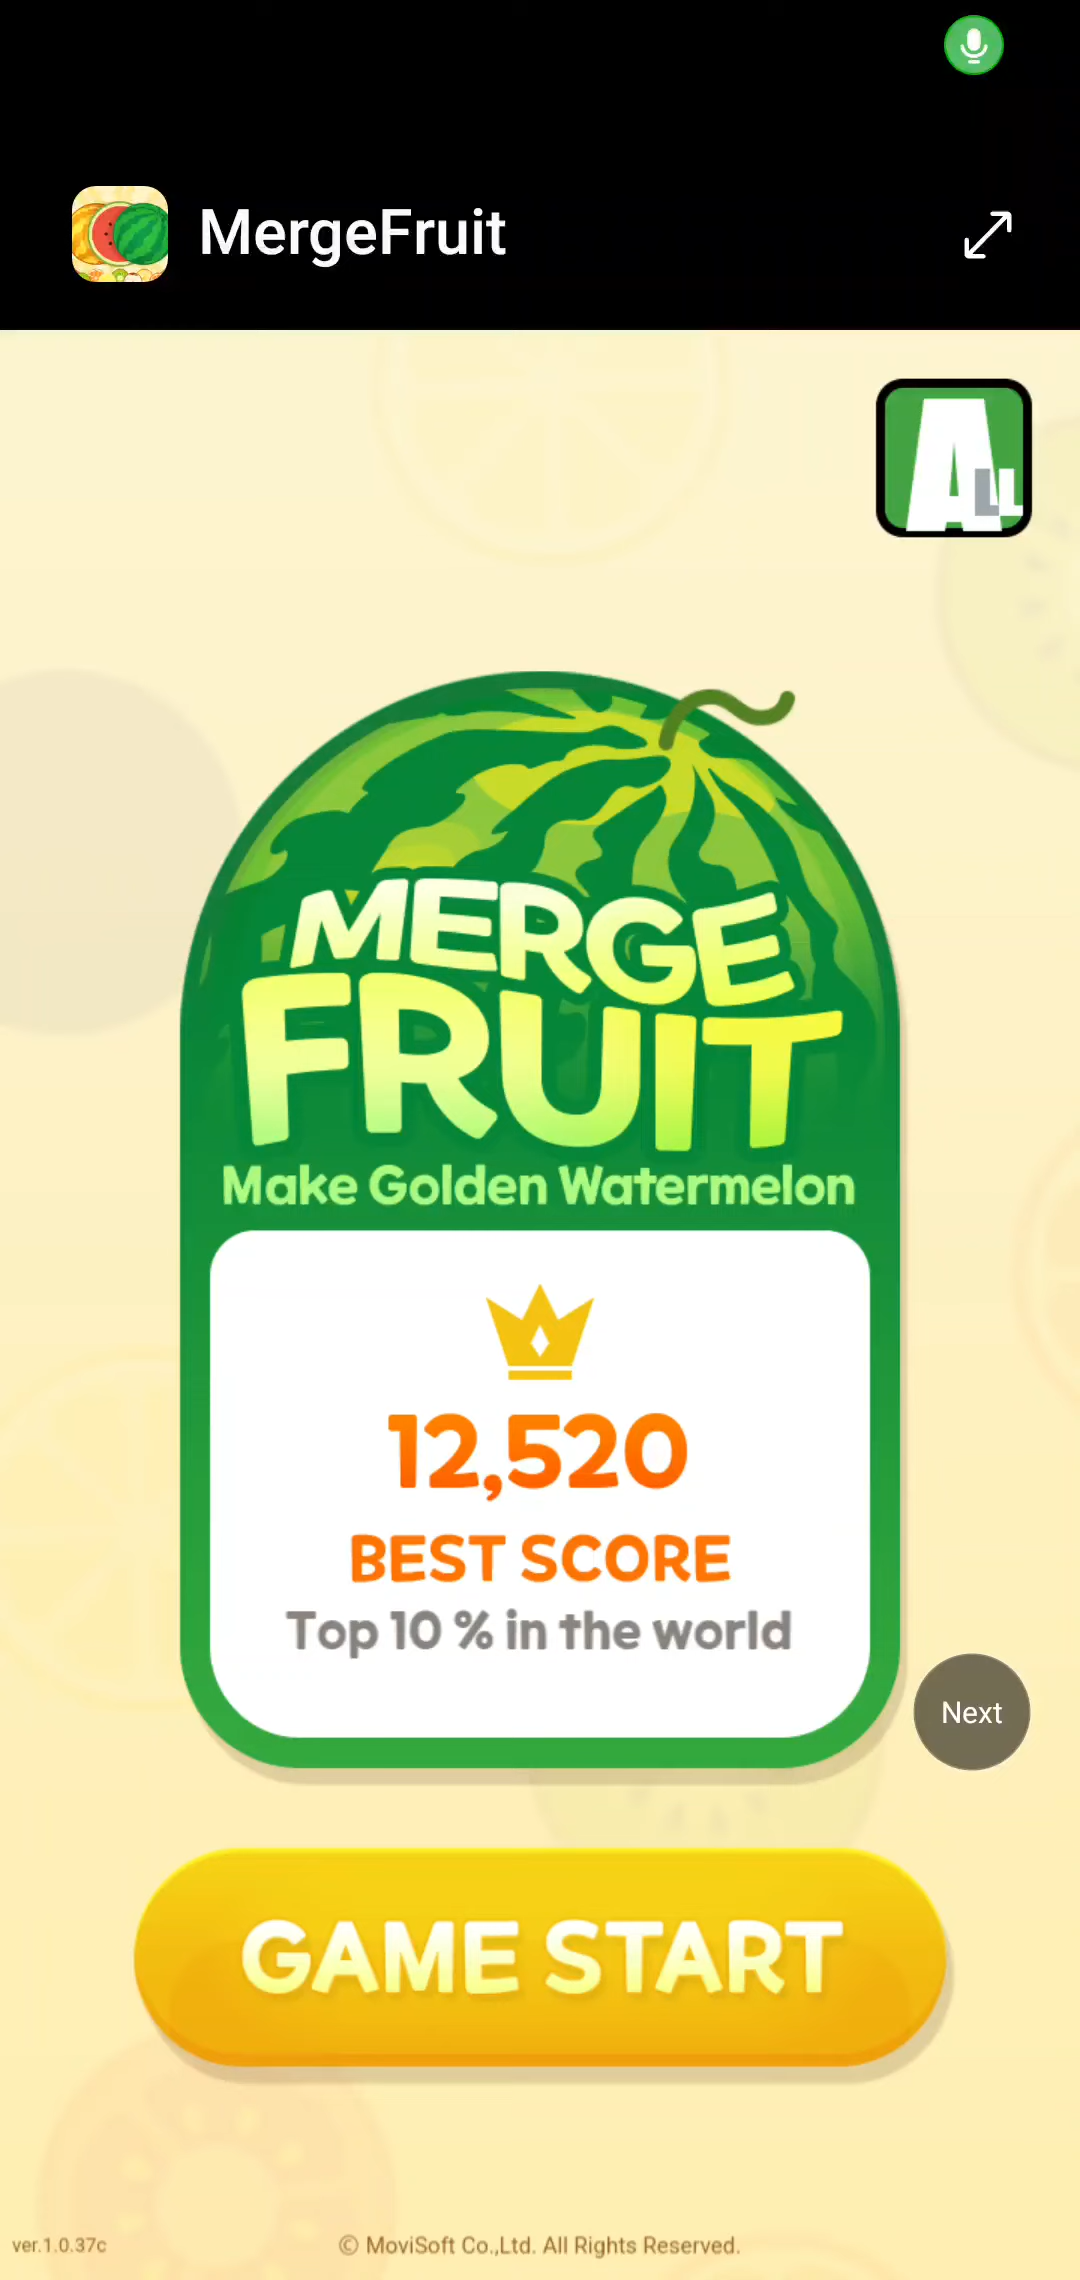 MergeFruit
ALL
MERGE
FRUIT
Make Golden Watermelon
12,520
BEST SCORE
Top 10 % in the world
Next
GAME START
ver.1.0.37c
© MoviSoft Co.,Ltd. All Rights Reserved.